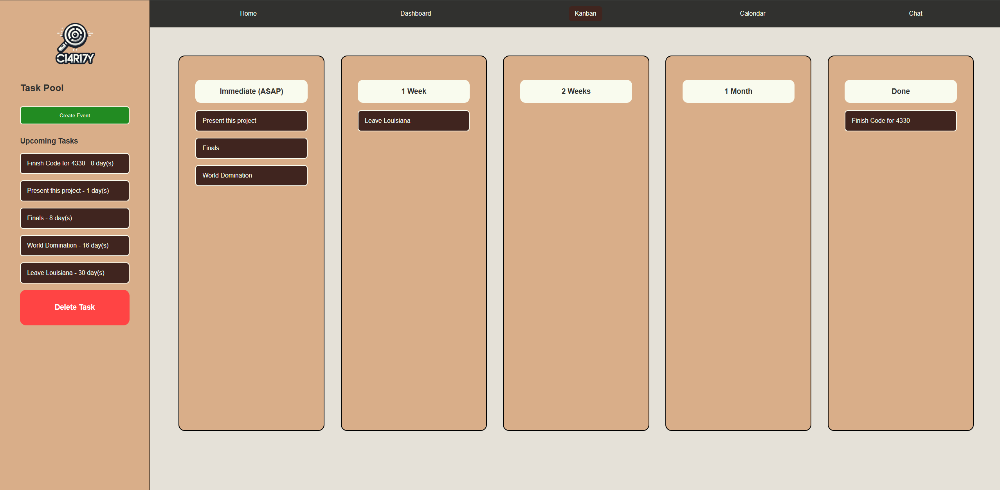 C14R17Y
Task Pool
Create Event
Upcoming Tasks
Finish Code for 4330 - 0 day(s)
Present this project - 1 day(s)
Finals - 8 day(s)
World Domination - 16 day(s)
Leave Louisiana - 30 day(s)
Delete Task
Home
Dashboard
Kanban
Calendar
Chat
Immediate (ASAP)
Present this project
Finals
World Domination
1 Week
Leave Louisiana
2 Weeks
1 Month
Done
Finish Code for 4330